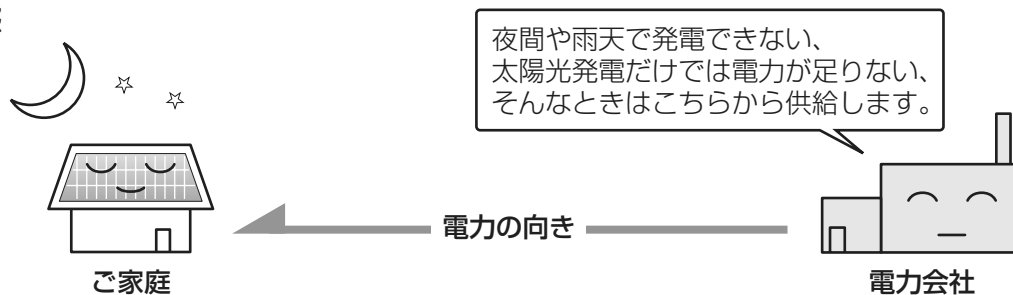 夜間や雨天で発電できない、
太陽光発電だけでは電力が足りない、
そんなときはこちらから供給します。
電力の向き
ご家庭
電力会社